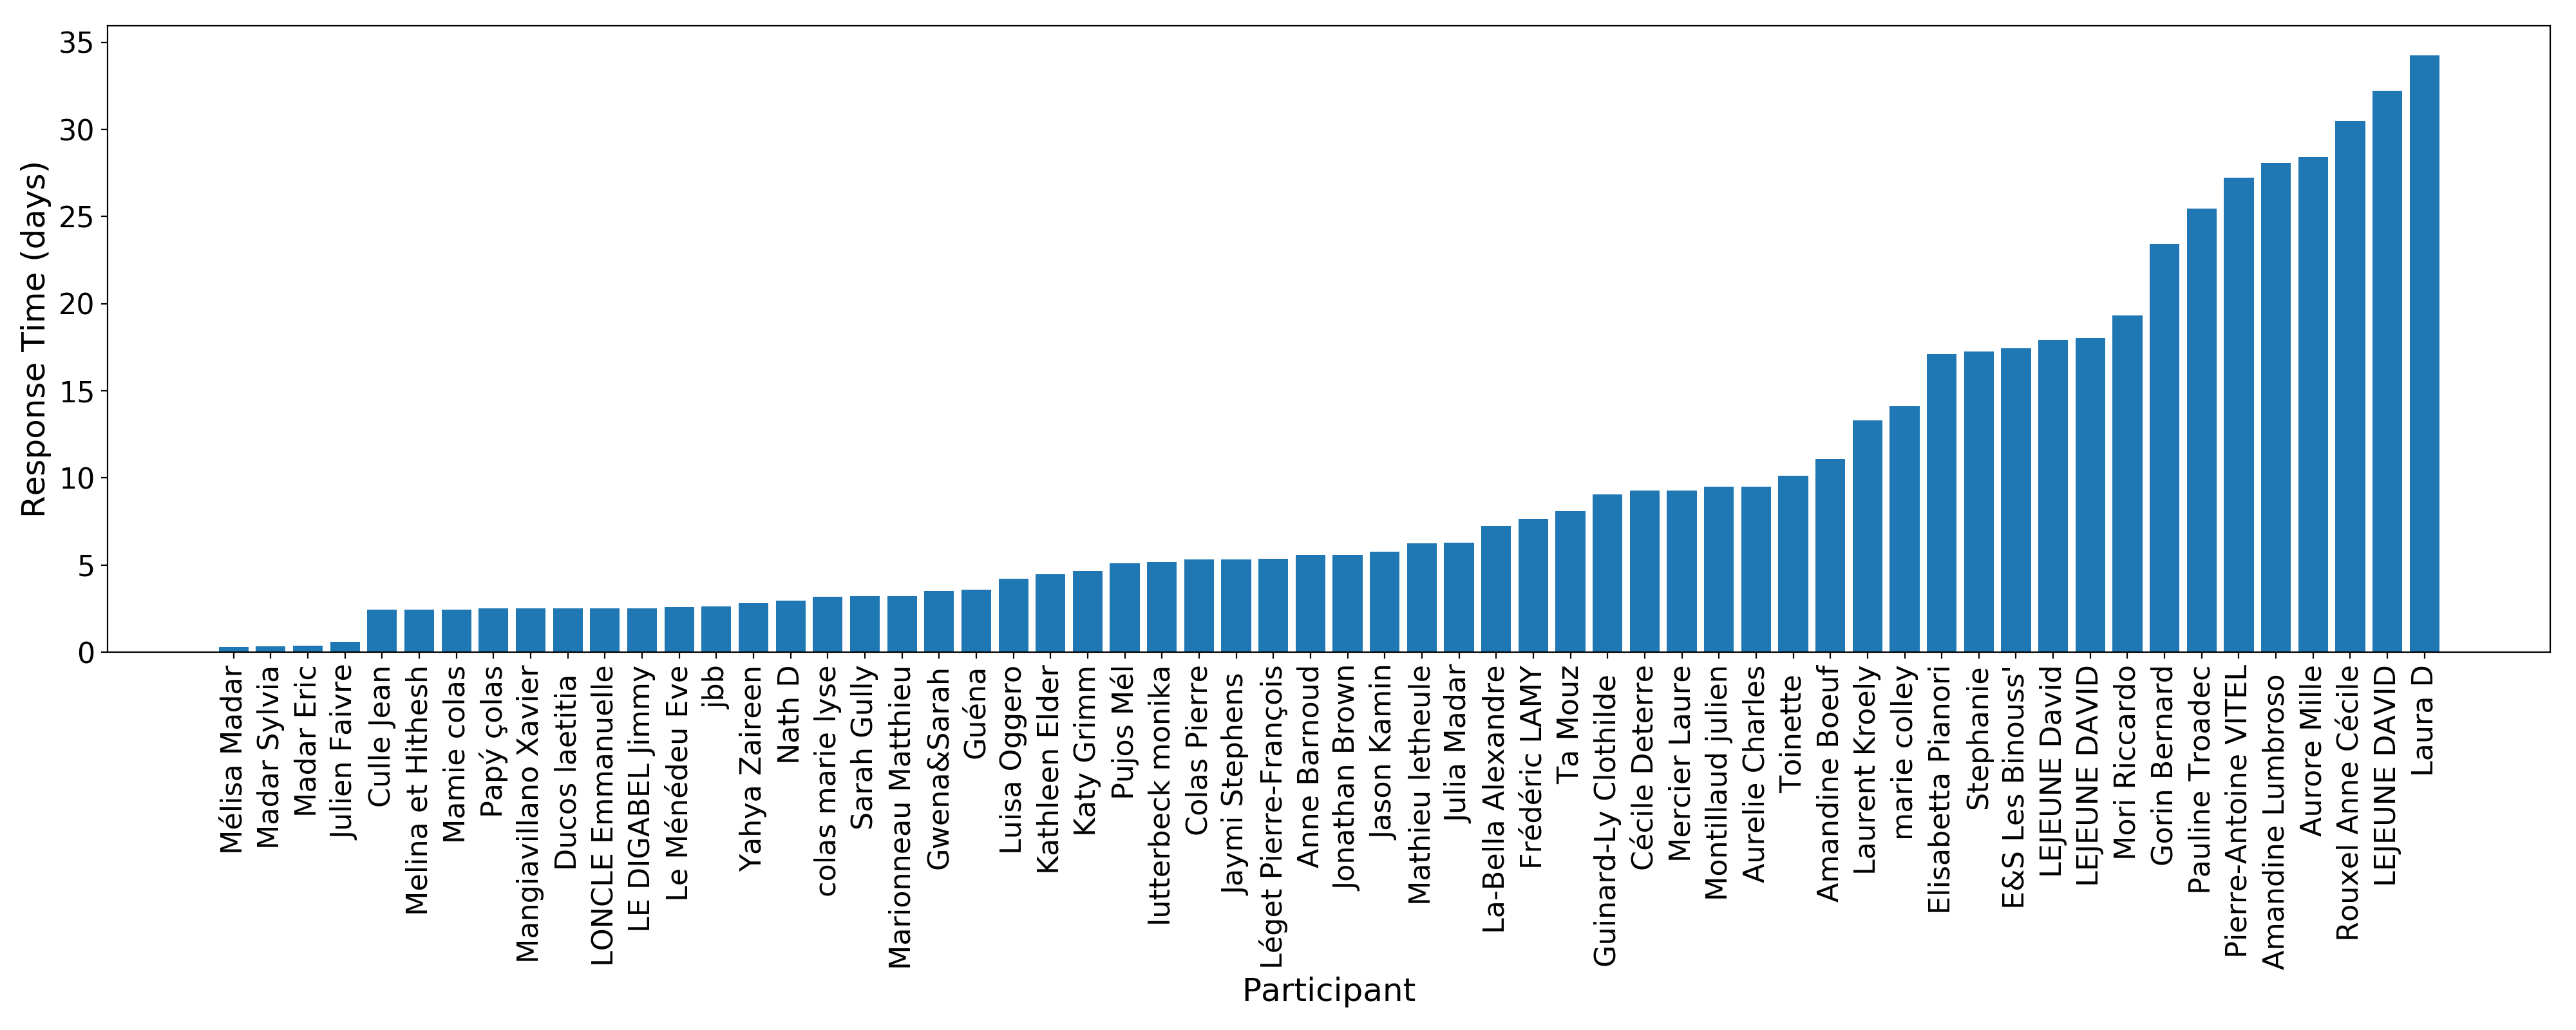 35
30
25
20
15
10
5
0
Response Time (days)
Mélisa Madar
Madar Sylvia
Madar Eric
Julien Faivre
Culle Jean
Melina et Hithesh
Mamie colas
Papý çolas
Mangiavillano Xavier
Ducos laetitia
LONCLE Emmanuelle
LE DIGABEL Jimmy
Le Ménédeu Eve
jbb
Yahya Zaireen
Nath D
colas marie lyse
Sarah Gully
Marionneau Matthieu
Gwena&Sarah
Guéna
Luisa Oggero
Kathleen Elder
Katy Grimm
Pujos Mél
lutterbeck monika
Colas Pierre
Jaymi Stephens
Léget Pierre-François
Anne Barnoud
Jonathan Brown
Jason Kamin
Mathieu letheule
Julia Madar
La-Bella Alexandre
Frédéric LAMY
Ta Mouz
Guinard-Ly Clothilde
Cécile Deterre
Mercier Laure
Montillaud julien
Aurelie Charles
Toinette
Amandine Boeuf
Laurent Kroely
marie colley
Elisabetta Pianori
Stephanie
E&S Les Binouss'
LEJEUNE David
LEJEUNE DAVID
Mori Riccardo
Gorin Bernard
Pauline Troadec
Pierre-Antoine VITEL
Amandine Lumbroso
Aurore Mille
Rouxel Anne Cécile
LEJEUNE DAVID
Laura D
Participant